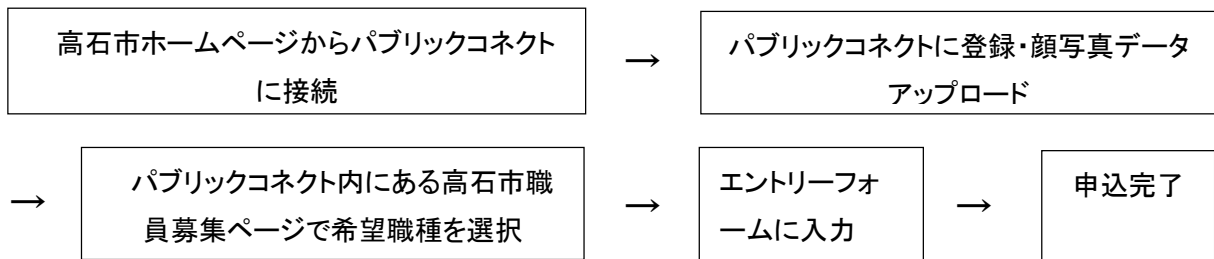 高石市ホームページからパブリックコネクト
に接続
→
パブリックコネクトに登録・顔写真データ
アップロード
→
パブリックコネクト内にある高石市職
員募集ページで希望職種を選択
→
エントリーフォ
ームに入力
→
申込完了